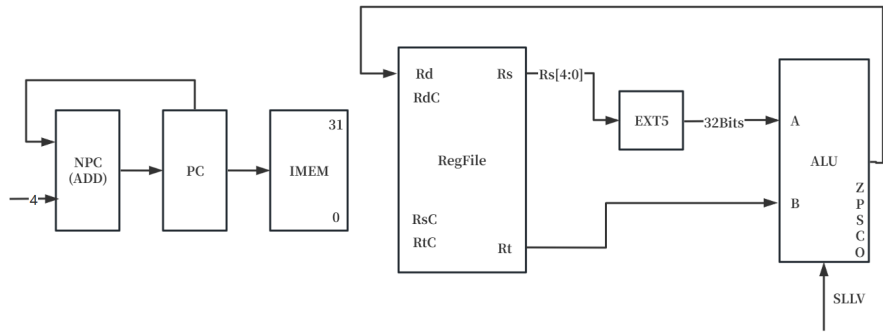 4
NPC
(ADD)
PC
31
IMEM
0
Rd
RdC
RegFile
RsC
RtC
Rs
Rt
Rs[4:0]
EXT5
32Bits
A
ALU
B
Z
P
S
C
O
SLLV